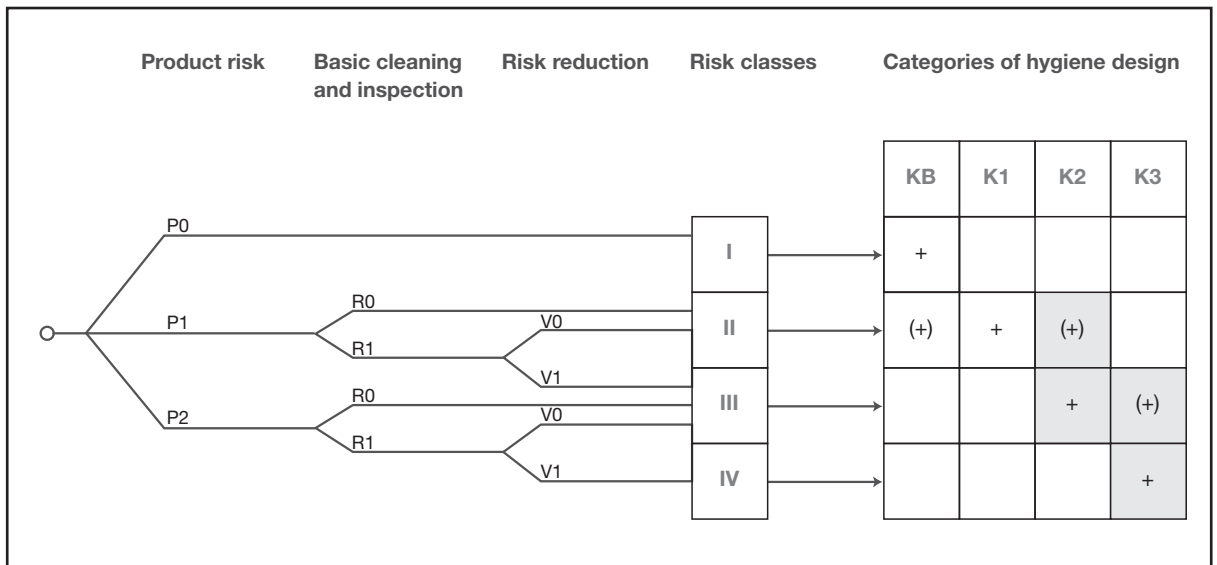 Product risk
Basic cleaning
and inspection
Risk reduction
Risk classes
Categories of hygiene design
KB K1 K2 K3
P0
I
+
R0
P1
V0
II
(+) + (+)
R1
V1
R0
III
+ (+)
P2
V0
R1
V1
IV
+